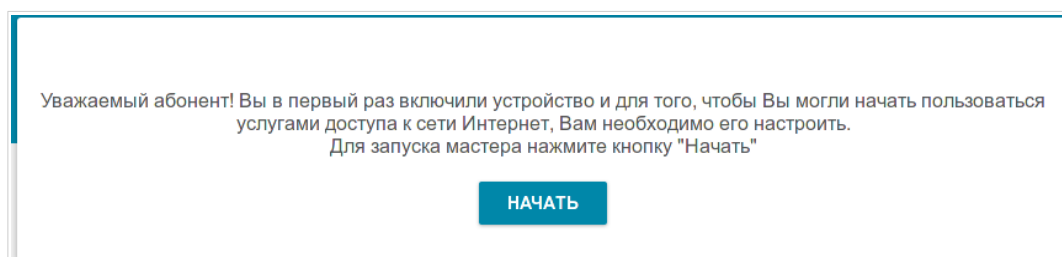 Уважаемый абонент! Вы в первый раз включили устройство и для того, чтобы Вы могли начать пользоваться
услугами доступа к сети Интернет, Вам необходимо его настроить.
Для запуска мастера нажмите кнопку "Начать"
НАЧАТЬ